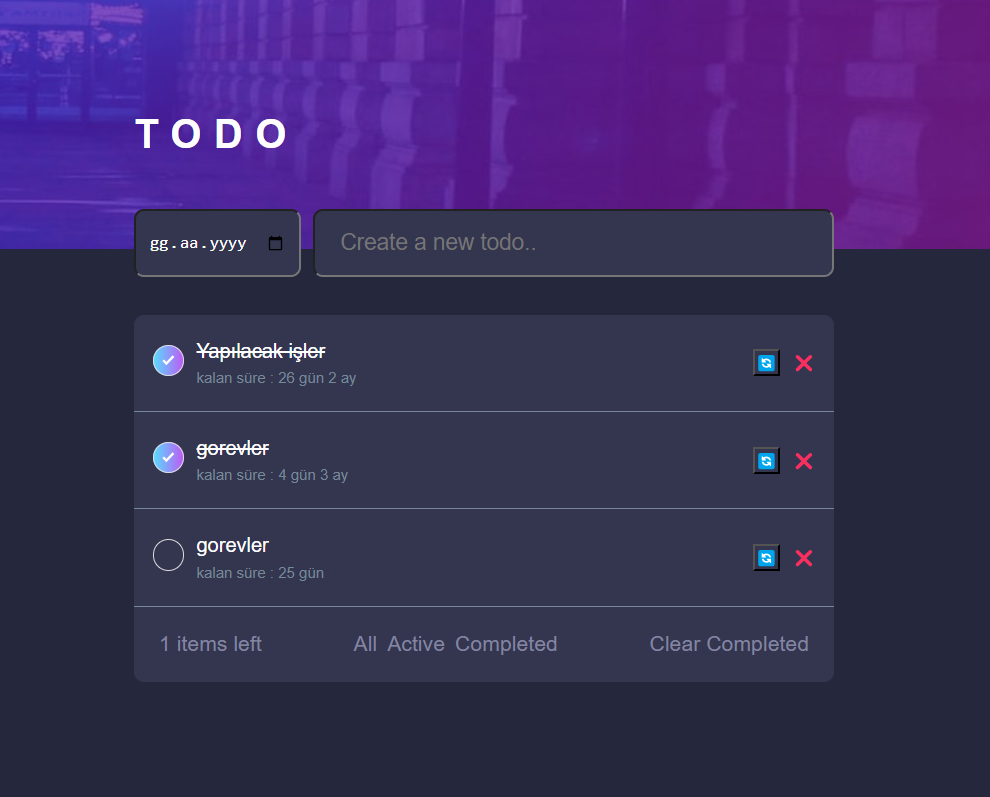 TODO
gg.aa.yyyy
Create a new todo..
Yapılacak işler
kalan süre : 26 gün 2 ay
gorevler
kalan süre : 4 gün 3 ay
gorevler
kalan süre : 25 gün
1 items left All Active Completed Clear Completed